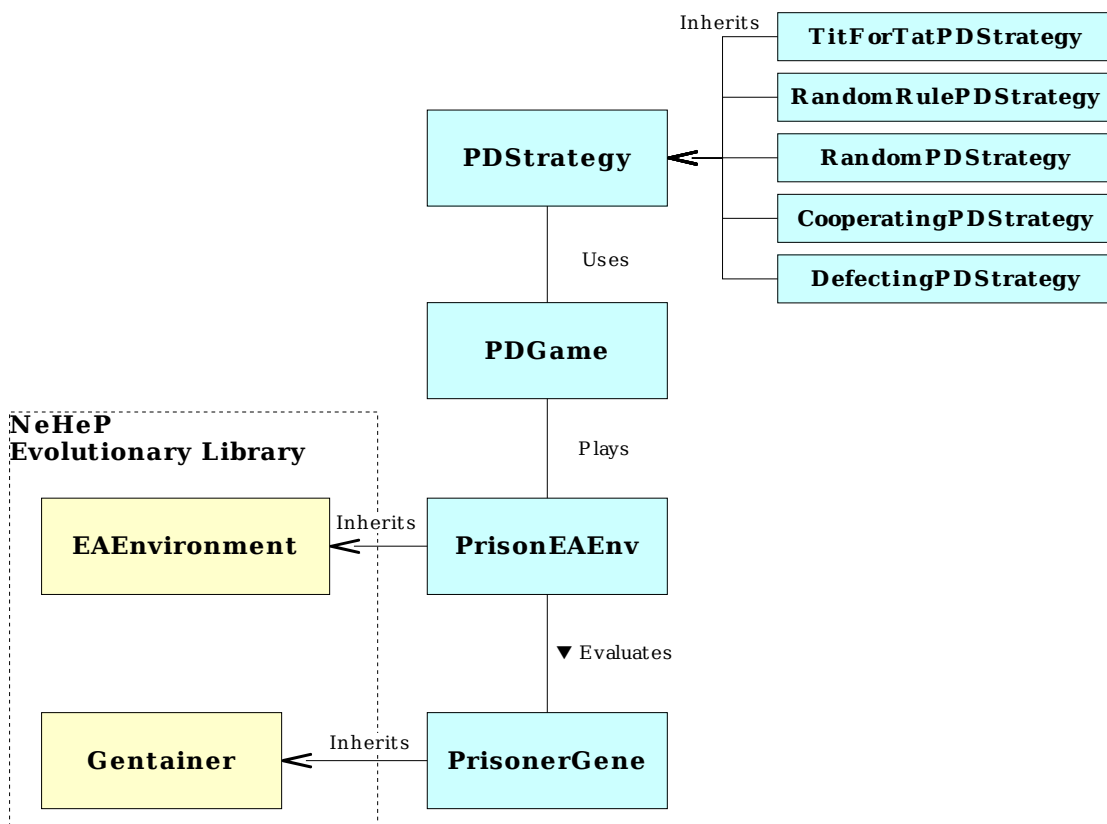 Inherits
TitForTatPDStrategy
RandomRulePDStrategy
PDStrategy
RandomPDStrategy
CooperatingPDStrategy
Uses
DefectingPDStrategy
PDGame
NeHeP
Evolutionary Library
Plays
Inherits
EAEnvironment
PrisonEAEnv
▼ Evaluates
Inherits
Gentainer
PrisonerGene